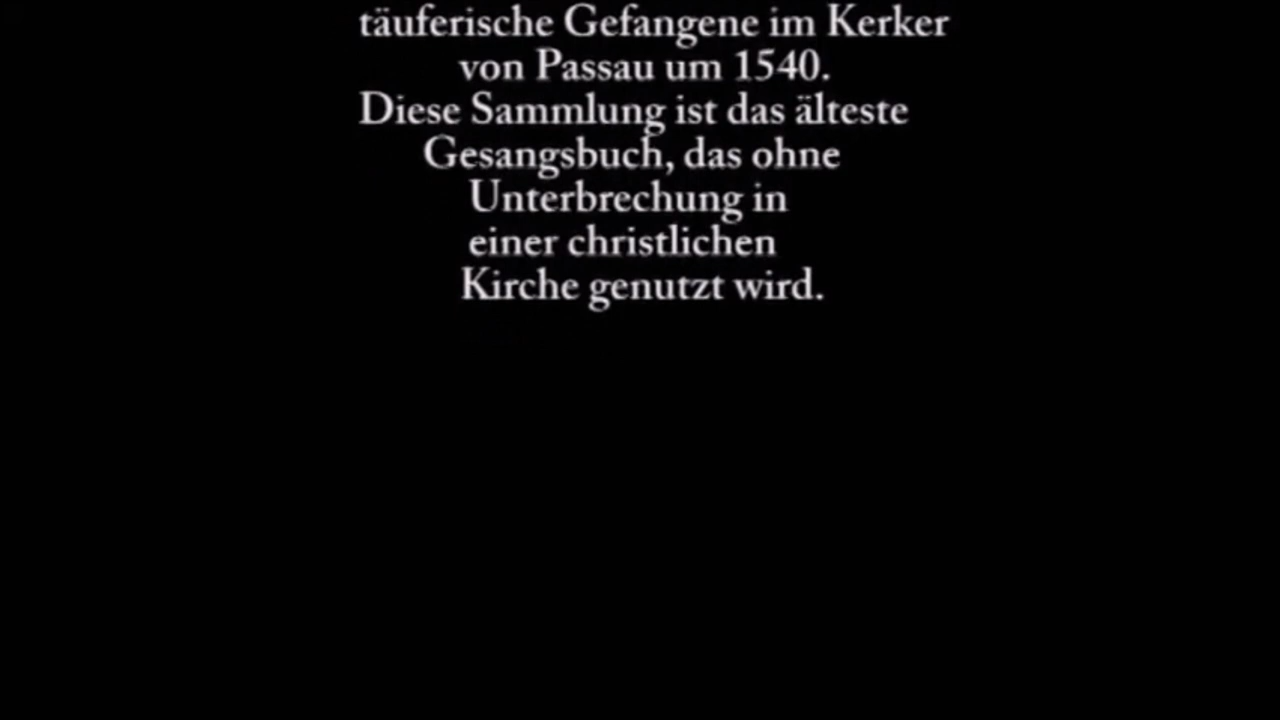 täuferische Gefangene im Kerker
von Passau um 1540.
Diese Sammlung ist das älteste
Gesangsbuch, das ohne
Unterbrechung in
einer christlichen
Kirche genutzt wird.